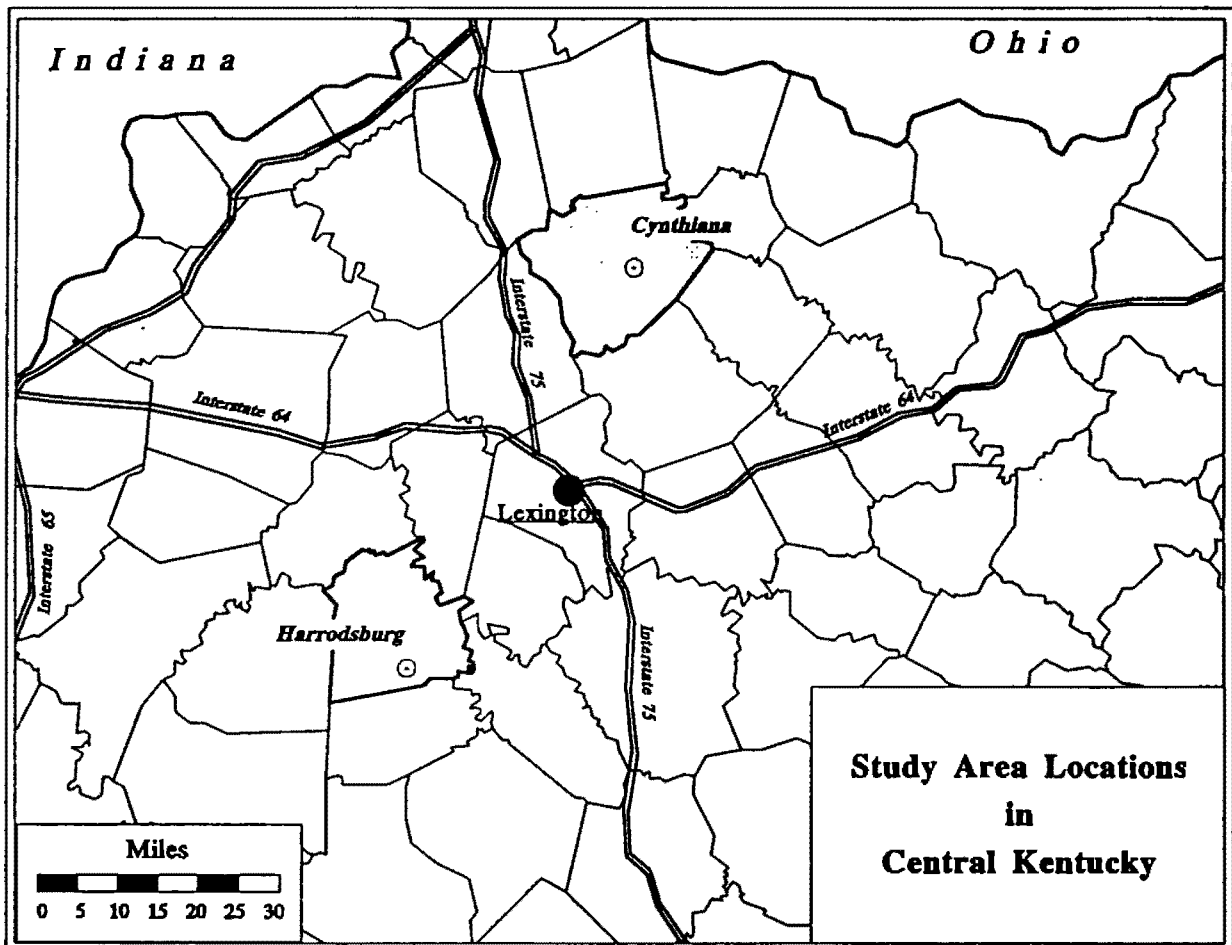 Indiana
Ohio
Cynthiana
Interstate
75
Interstate 64
Interstate 64
Lexington
Interstate 65
Harrodsburg
Interstate 75
Study Area Locations
in
Central Kentucky
Miles
0 5 10 15 20 25 30